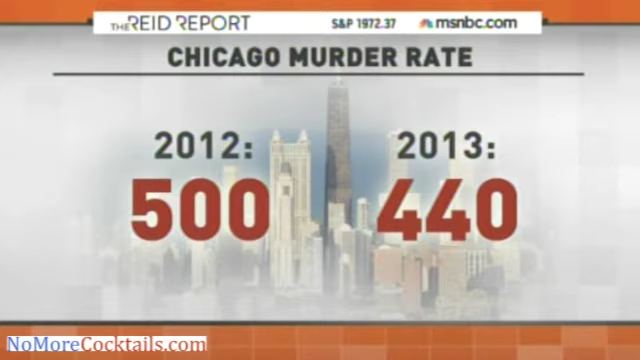 THE REID REPORT S&P 1972.37 msnbc.com
CHICAGO MURDER RATE
2012: 2013:
500 440
NoMoreCocktails.com